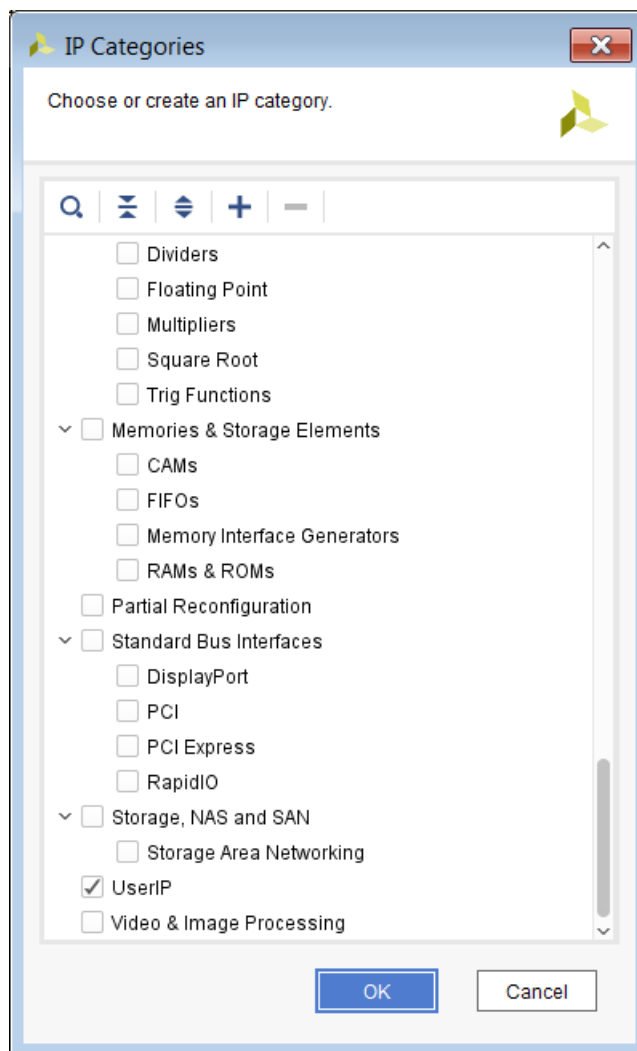 IP Categories
Choose or create an IP category.
Dividers
Floating Point
Multipliers
Square Root
Trig Functions
Memories & Storage Elements
CAMs
FIFOs
Memory Interface Generators
RAMs & ROMs
Partial Reconfiguration
Standard Bus Interfaces
DisplayPort
PCI
PCI Express
RapidIO
Storage, NAS and SAN
Storage Area Networking
UserIP
Video & Image Processing
OK Cancel